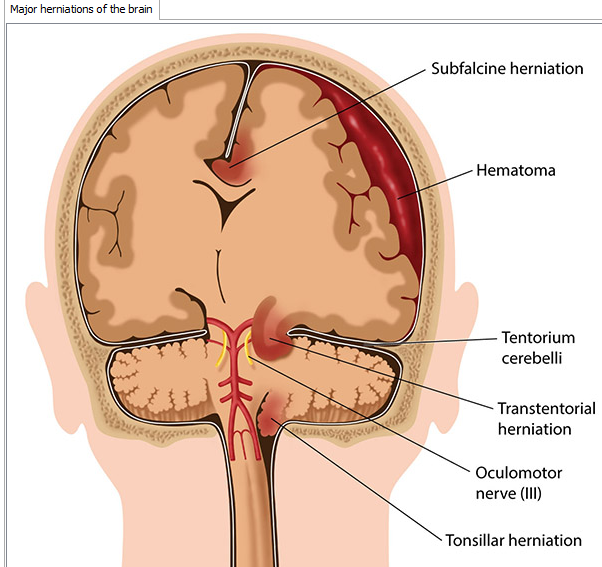 Major herniations of the brain
Subfalcine herniation
Hematoma
Tentorium
cerebelli
Transtentorial
herniation
Oculomotor
nerve (III)
Tonsillar herniation